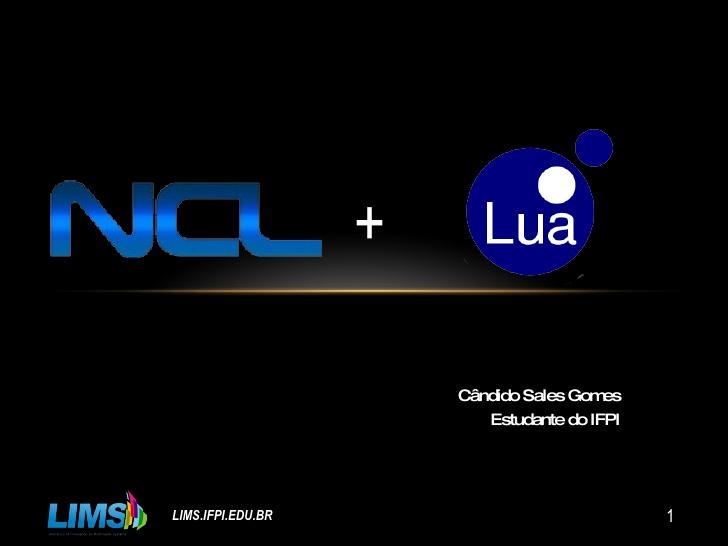 NCL
+
Lua
Cândido Sales Gomes
Estudante do IFPI
LIMS
LIMS.IFPI.EDU.BR
1